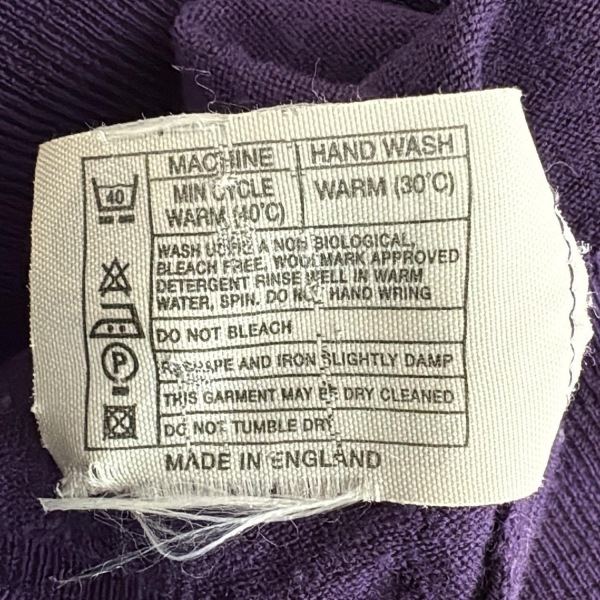 40
MACHINE
HAND WASH
MIN CYCLE
WARM (40°C)
WARM (30°C)
WASH USING A NON BIOLOGICAL,
BLEACH FREE, WOOLMARK APPROVED
DETERGENT RINSE WELL IN WARM
WATER, SPIN. DO NOT HAND WRING
DO NOT BLEACH
P
RESHAPE AND IRON SLIGHTLY DAMP
THIS GARMENT MAY BE DRY CLEANED
DO NOT TUMBLE DRY
MADE IN ENGLAND